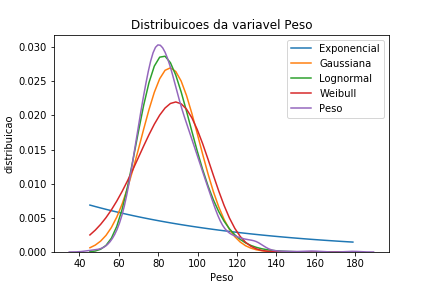 Distribuicoes da variavel Peso
0.030
0.025
0.020
0.015
0.010
0.005
0.000
distribuicao
Exponencial
Gaussiana
Lognormal
Weibull
Peso
40 60 80 100 120 140 160 180
Peso